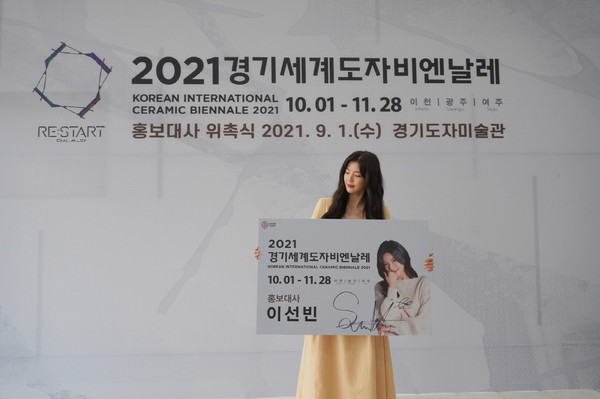 2021경기세계도자비엔날레
KOREAN INTERNATIONAL
CERAMIC BIENNALE 2021
10. 01 - 11. 28
이천 | 광주 | 여주
RE:START
홍보대사 위촉식 2021. 9. 1.(수) 경기도자미술관
2021
경기세계도자비엔날레
KOREAN INTERNATIONAL CERAMIC BIENNALE 2021
10. 01 - 11. 28
홍보대사
이선빈